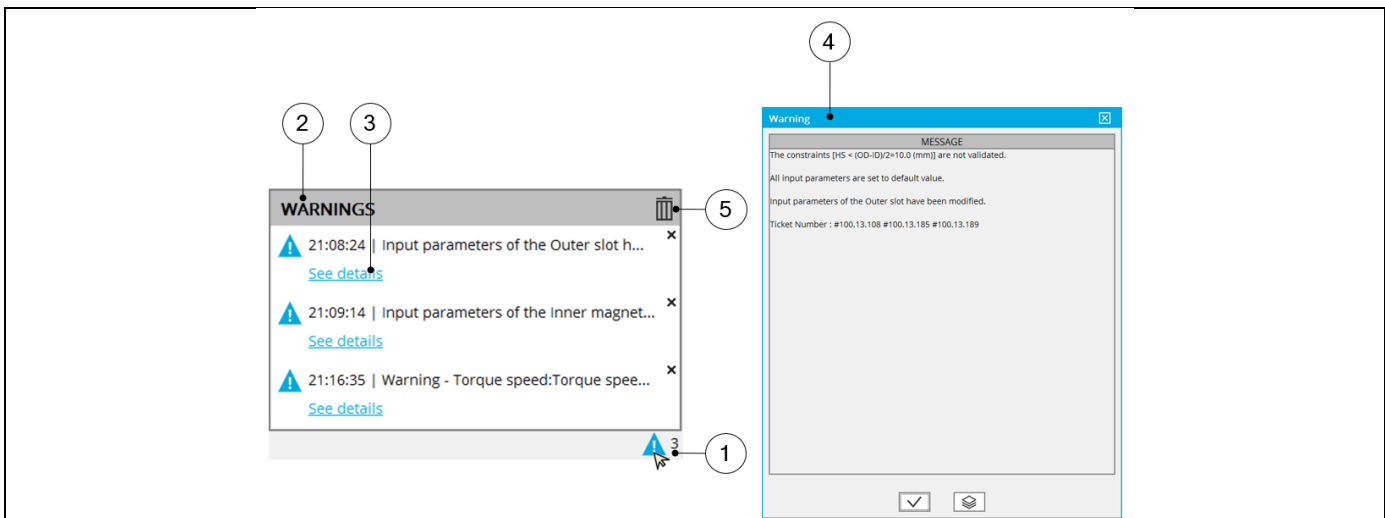 4
2
3
Warning
MESSAGE
The constraints [HS < (OD-ID)/2=10.0 (mm)] are not validated.
All input parameters are set to default value.
Input parameters of the Outer slot have been modified.
Ticket Number : #100.13.108 #100.13.185 #100.13.189
WARNINGS
5
21:08:24 | Input parameters of the Outer slot h...
See details
21:09:14 | Input parameters of the Inner magnet...
See details
21:16:35 | Warning - Torque speed:Torque spee...
See details
3
1